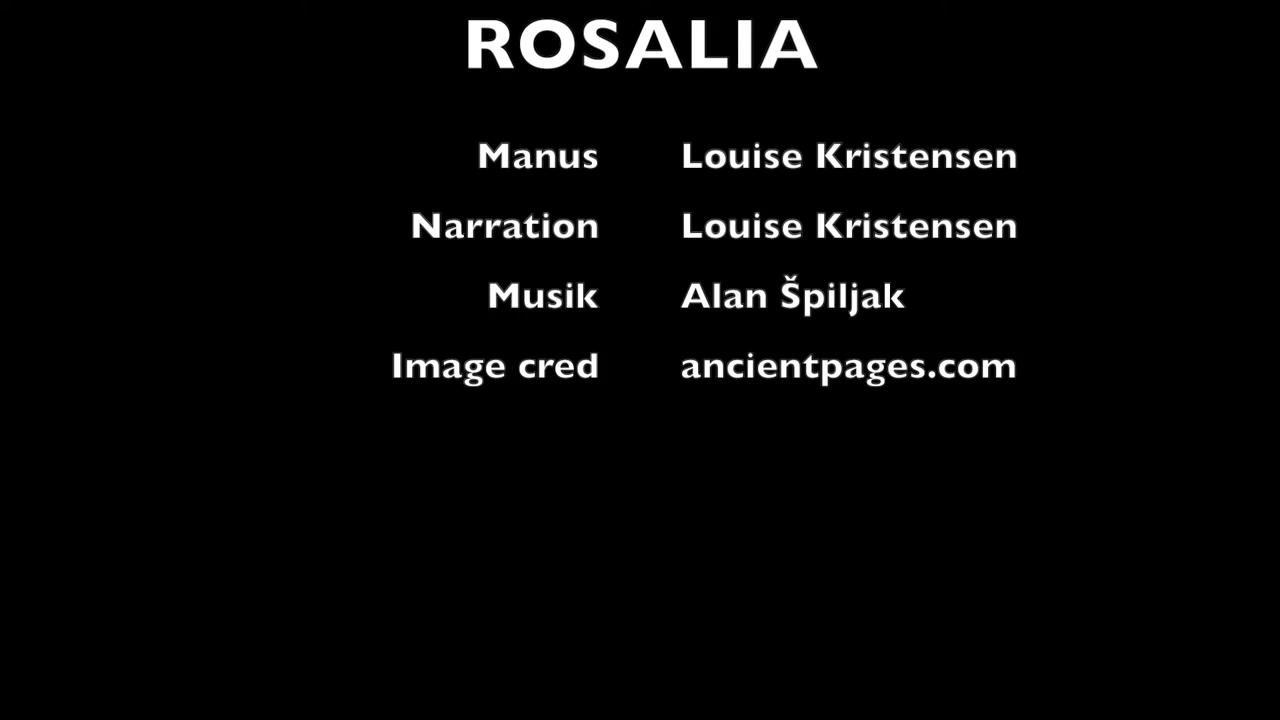 ROSALIA
Manus Louise Kristensen
Narration Louise Kristensen
Musik Alan Špiljak
Image cred ancientpages.com